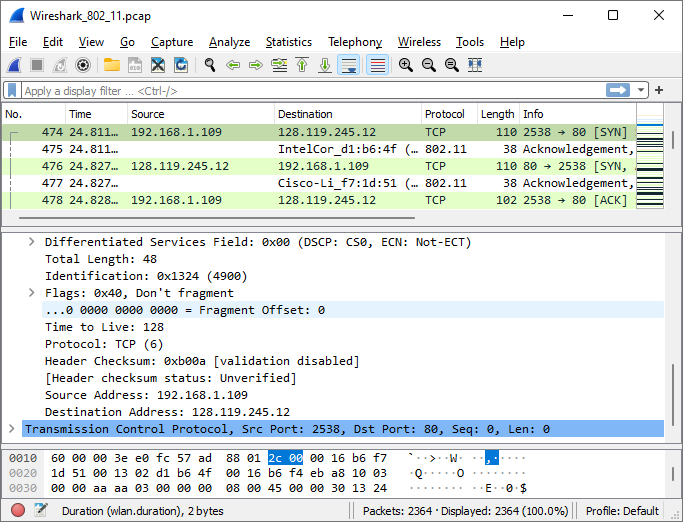 Wireshark_802_11.pcap
File Edit View Go Capture Analyze Statistics Telephony Wireless Tools Help
Apply a display filter ... <Ctrl-/>
No. Time Source Destination Protocol Length Info
474 24.811... 192.168.1.109 128.119.245.12 TCP 110 2538 → 80 [SYN]
475 24.811... IntelCor_d1:b6:4f (... 802.11 38 Acknowledgement,
476 24.827... 128.119.245.12 192.168.1.109 TCP 110 80 → 2538 [SYN,
477 24.827... Cisco-Li_f7:1d:51 (... 802.11 38 Acknowledgement,
478 24.828... 192.168.1.109 128.119.245.12 TCP 102 2538 → 80 [ACK]
Differentiated Services Field: 0x00 (DSCP: CS0, ECN: Not-ECT)
Total Length: 48
Identification: 0x1324 (4900)
Flags: 0x40, Don't fragment
...0 0000 0000 0000 = Fragment Offset: 0
Time to Live: 128
Protocol: TCP (6)
Header Checksum: 0xb00a [validation disabled]
[Header checksum status: Unverified]
Source Address: 192.168.1.109
Destination Address: 128.119.245.12
Transmission Control Protocol, Src Port: 2538, Dst Port: 80, Seq: 0, Len: 0
0010 60 00 00 3e e0 fc 57 ad 88 01 2c 00 00 16 b6 f7 `··>··W· ··,·····
0020 1d 51 00 13 02 d1 b6 4f 00 16 b6 f4 eb a8 10 03 ·Q·····O ········
0030 00 00 aa aa 03 00 00 00 08 00 45 00 00 30 13 24 ········ ··E··0·$
Duration (wlan.duration), 2 bytes Packets: 2364 · Displayed: 2364 (100.0%) Profile: Default